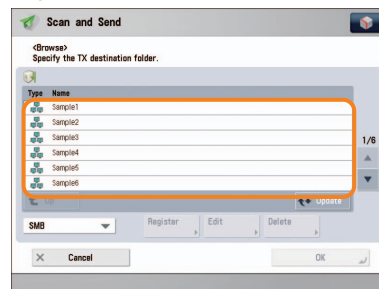 Scan and Send
<Browse>
Specify the TX destination folder.
Type Name
Sample1
Sample2
Sample3
Sample4
Sample5
Sample6
1/6
Up
Update
SMB
Register
Edit
Delete
Cancel
OK